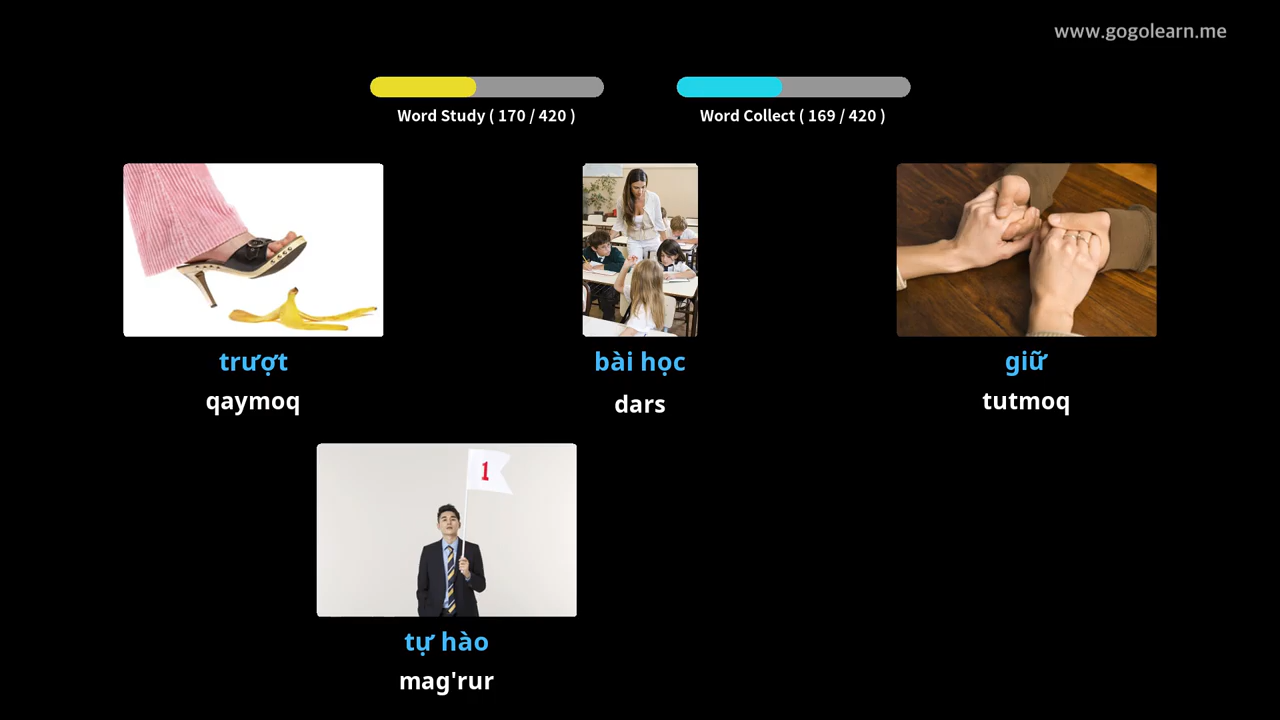 www.gogolearn.me
Word Study ( 170 / 420 )
Word Collect ( 169 / 420 )
trượt
qaymoq
bài học
dars
giữ
tutmoq
1
tự hào
mag'rur